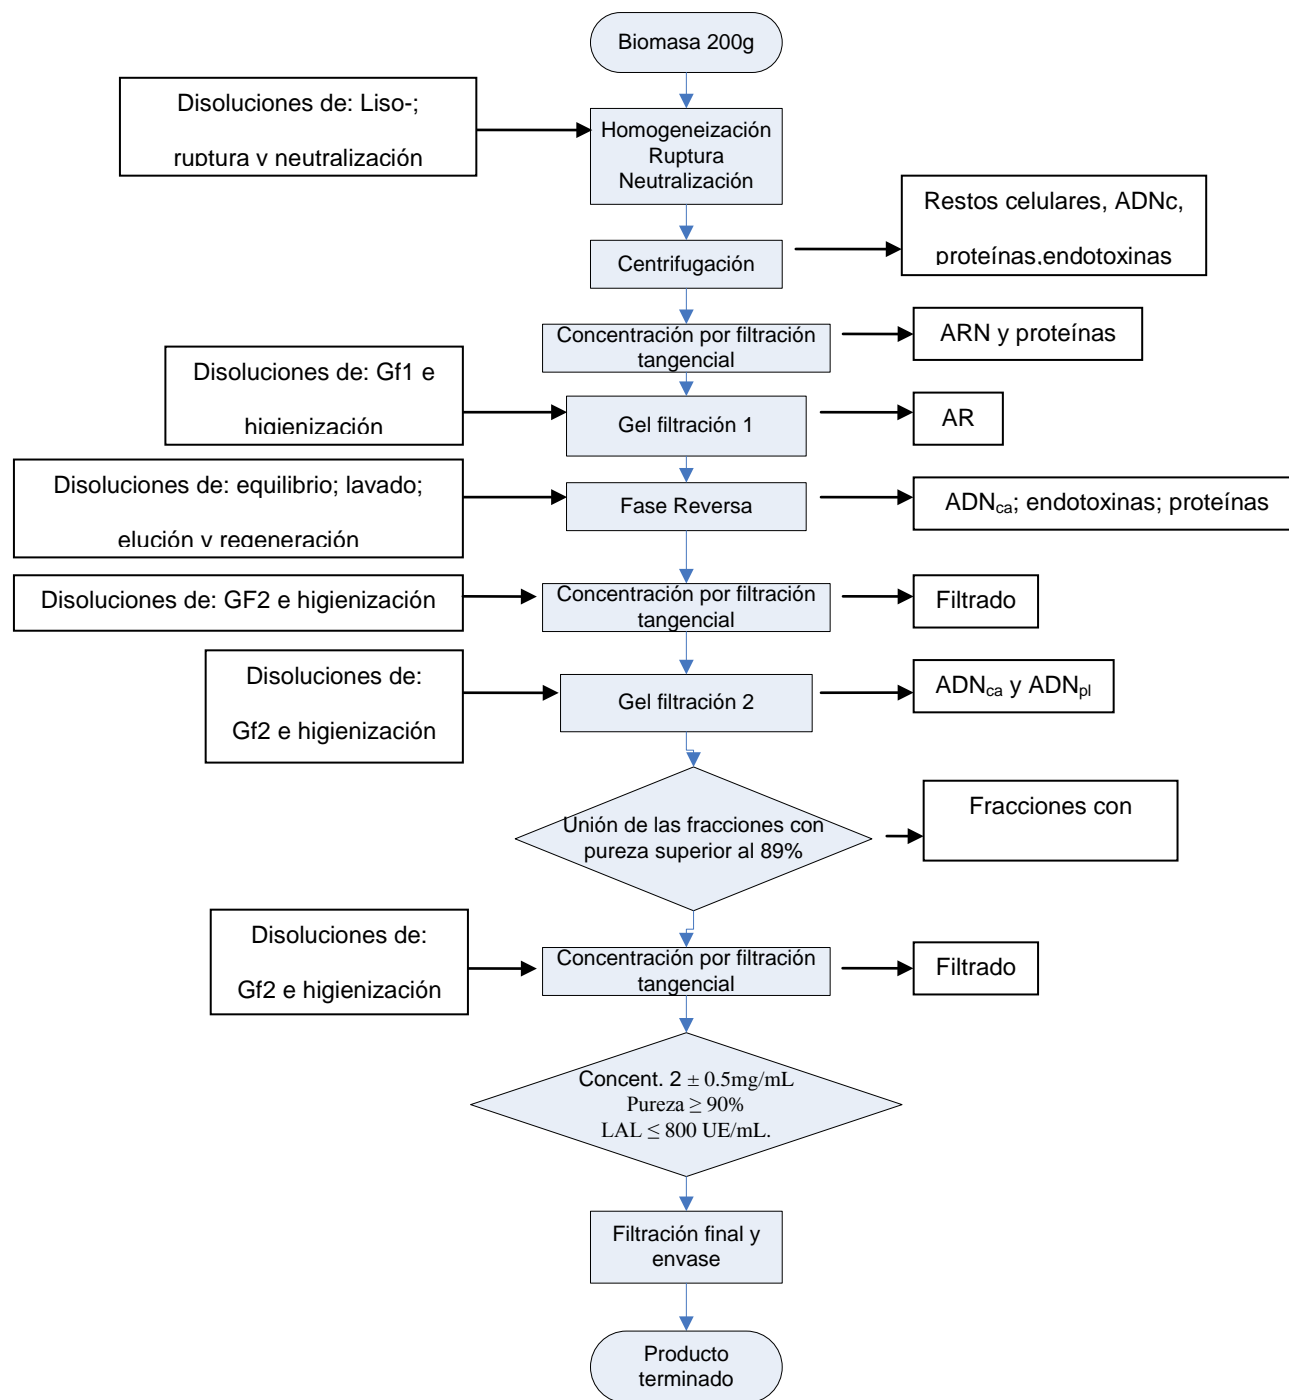 Biomasa 200g
Disoluciones de: Liso-;
ruptura y neutralización
Homogeneización
Ruptura
Neutralización
Restos celulares, ADNc,
proteínas,endotoxinas
Centrifugación
Concentración por filtración
tangencial
ARN y proteínas
Disoluciones de: Gf1 e
higienización
Gel filtración 1
AR
Disoluciones de: equilibrio; lavado;
elución y regeneración
Fase Reversa
ADNca; endotoxinas; proteínas
Disoluciones de: GF2 e higienización
Concentración por filtración
tangencial
Filtrado
Disoluciones de:
Gf2 e higienización
Gel filtración 2
ADNca y ADNpl
Unión de las fracciones con
pureza superior al 89%
Fracciones con
Disoluciones de:
Gf2 e higienización
Concentración por filtración
tangencial
Filtrado
Concent. 2 ± 0.5mg/mL
Pureza ≥ 90%
LAL ≤ 800 UE/mL.
Filtración final y
envase
Producto
terminado